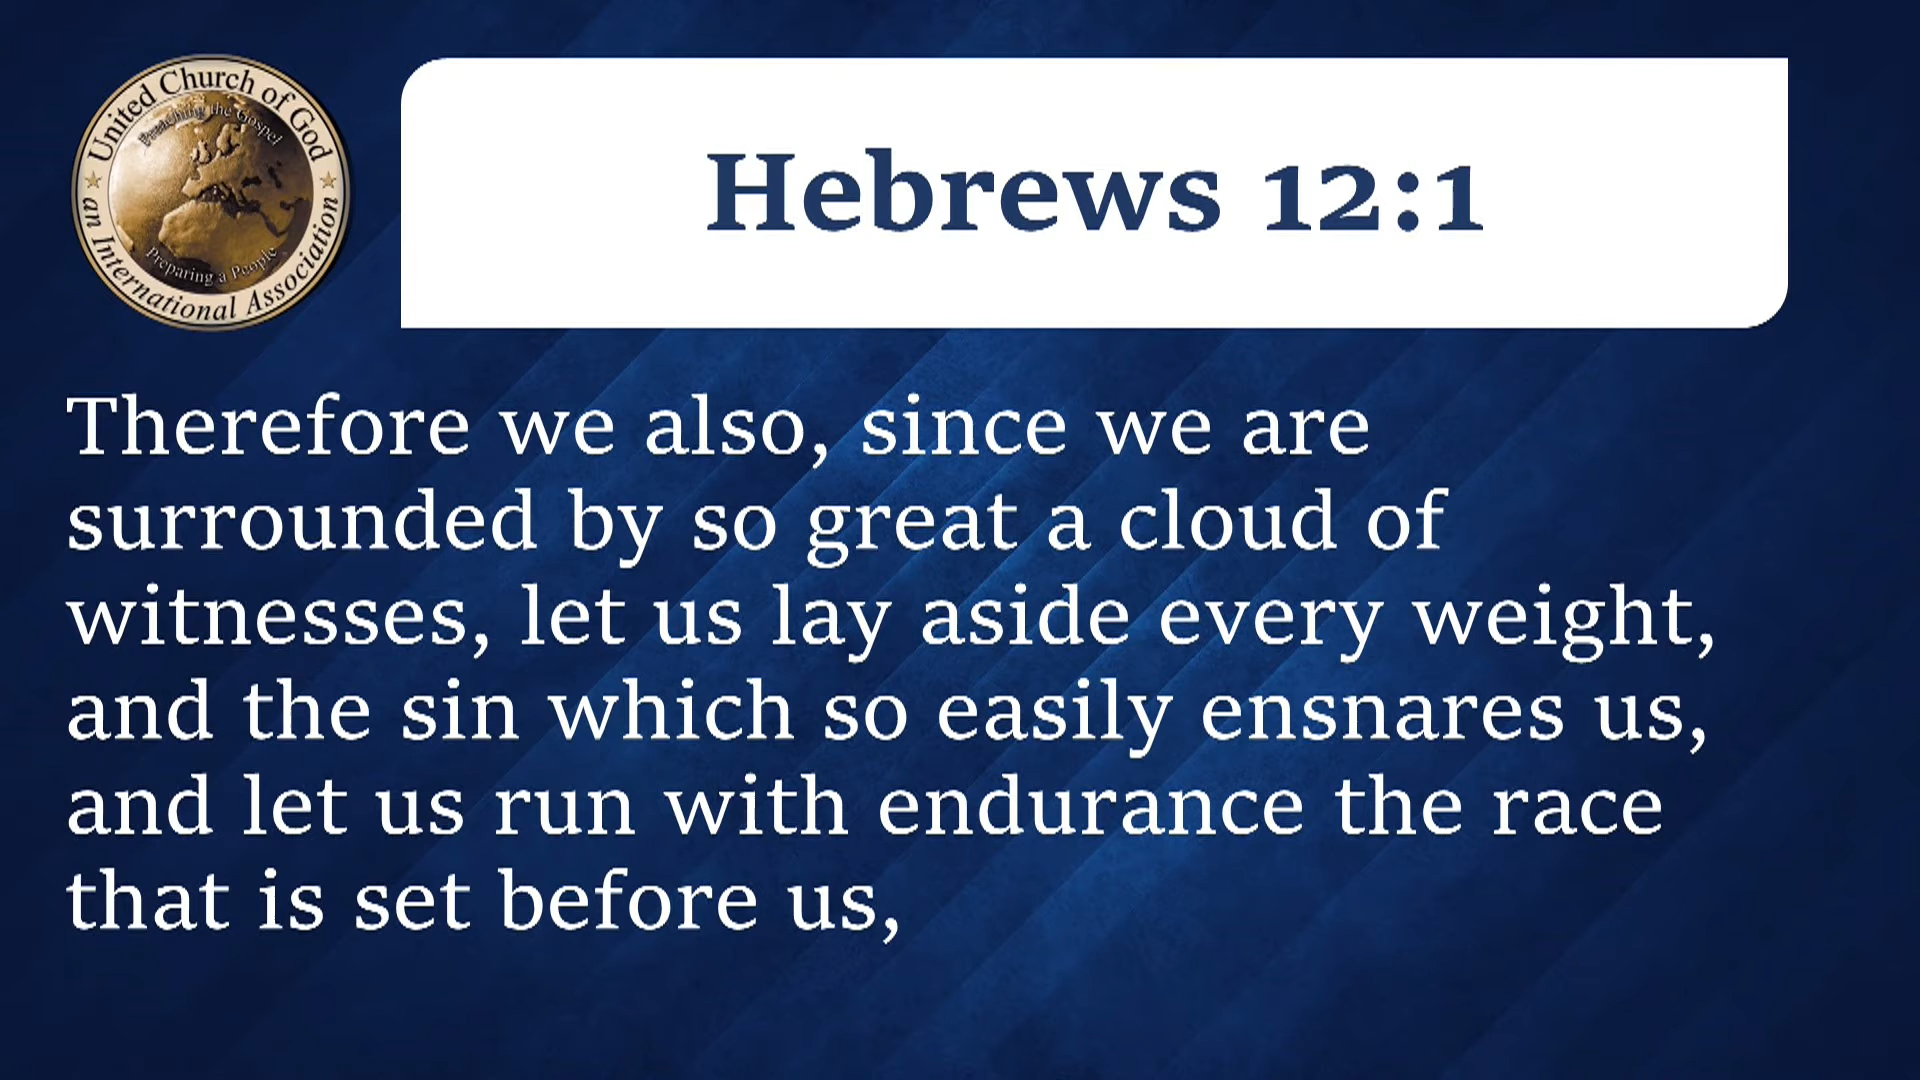 United Church of God
Preaching the Gospel
Preparing a People
an International Association
Hebrews 12:1
Therefore we also, since we are
surrounded by so great a cloud of
witnesses, let us lay aside every weight,
and the sin which so easily ensnares us,
and let us run with endurance the race
that is set before us,